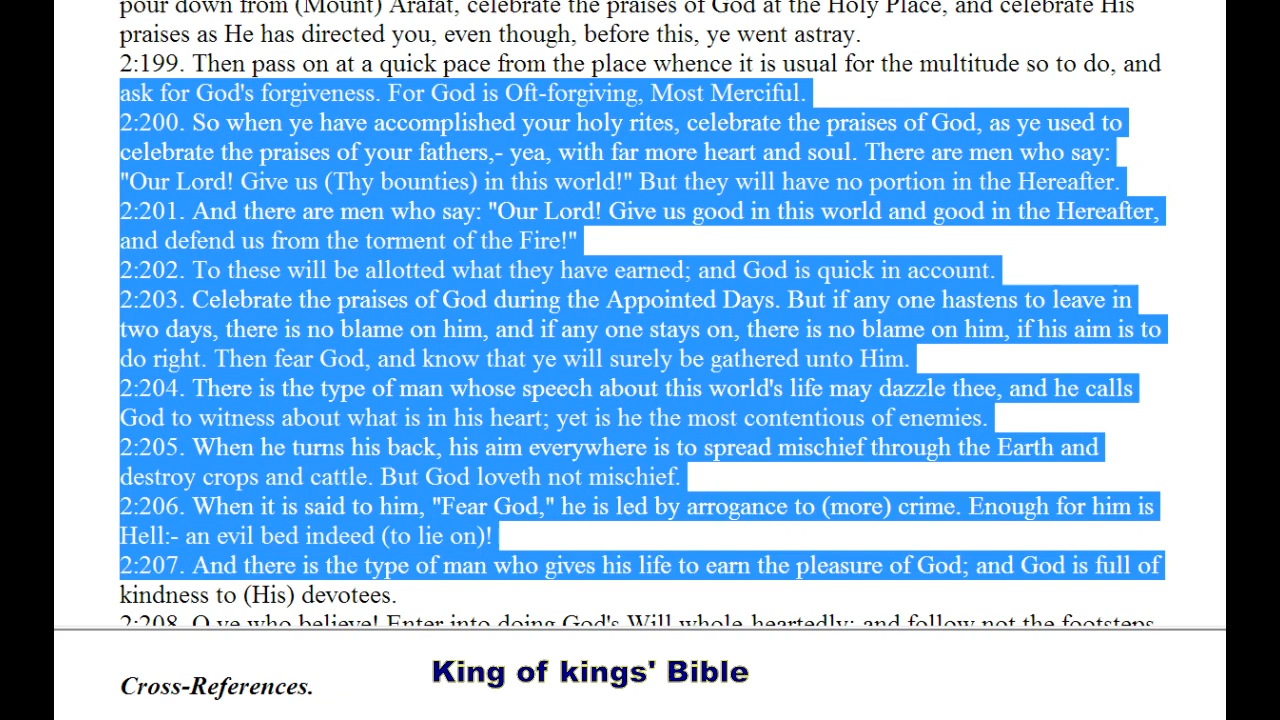 pour down from (Mount) Arafat, celebrate the praises of God at the Holy Place, and celebrate His
praises as He has directed you, even though, before this, ye went astray.
2:199. Then pass on at a quick pace from the place whence it is usual for the multitude so to do, and
ask for God's forgiveness. For God is Oft-forgiving, Most Merciful.
2:200. So when ye have accomplished your holy rites, celebrate the praises of God, as ye used to
celebrate the praises of your fathers,- yea, with far more heart and soul. There are men who say:
"Our Lord! Give us (Thy bounties) in this world!" But they will have no portion in the Hereafter.
2:201. And there are men who say: "Our Lord! Give us good in this world and good in the Hereafter,
and defend us from the torment of the Fire!"
2:202. To these will be allotted what they have earned; and God is quick in account.
2:203. Celebrate the praises of God during the Appointed Days. But if any one hastens to leave in
two days, there is no blame on him, and if any one stays on, there is no blame on him, if his aim is to
do right. Then fear God, and know that ye will surely be gathered unto Him.
2:204. There is the type of man whose speech about this world's life may dazzle thee, and he calls
God to witness about what is in his heart; yet is he the most contentious of enemies.
2:205. When he turns his back, his aim everywhere is to spread mischief through the Earth and
destroy crops and cattle. But God loveth not mischief.
2:206. When it is said to him, "Fear God," he is led by arrogance to (more) crime. Enough for him is
Hell:- an evil bed indeed (to lie on)!
2:207. And there is the type of man who gives his life to earn the pleasure of God; and God is full of
kindness to (His) devotees.
2:208. O ye who believe! Enter into doing God's Will whole-heartedly; and follow not the footsteps
Cross-References.
King of kings' Bible